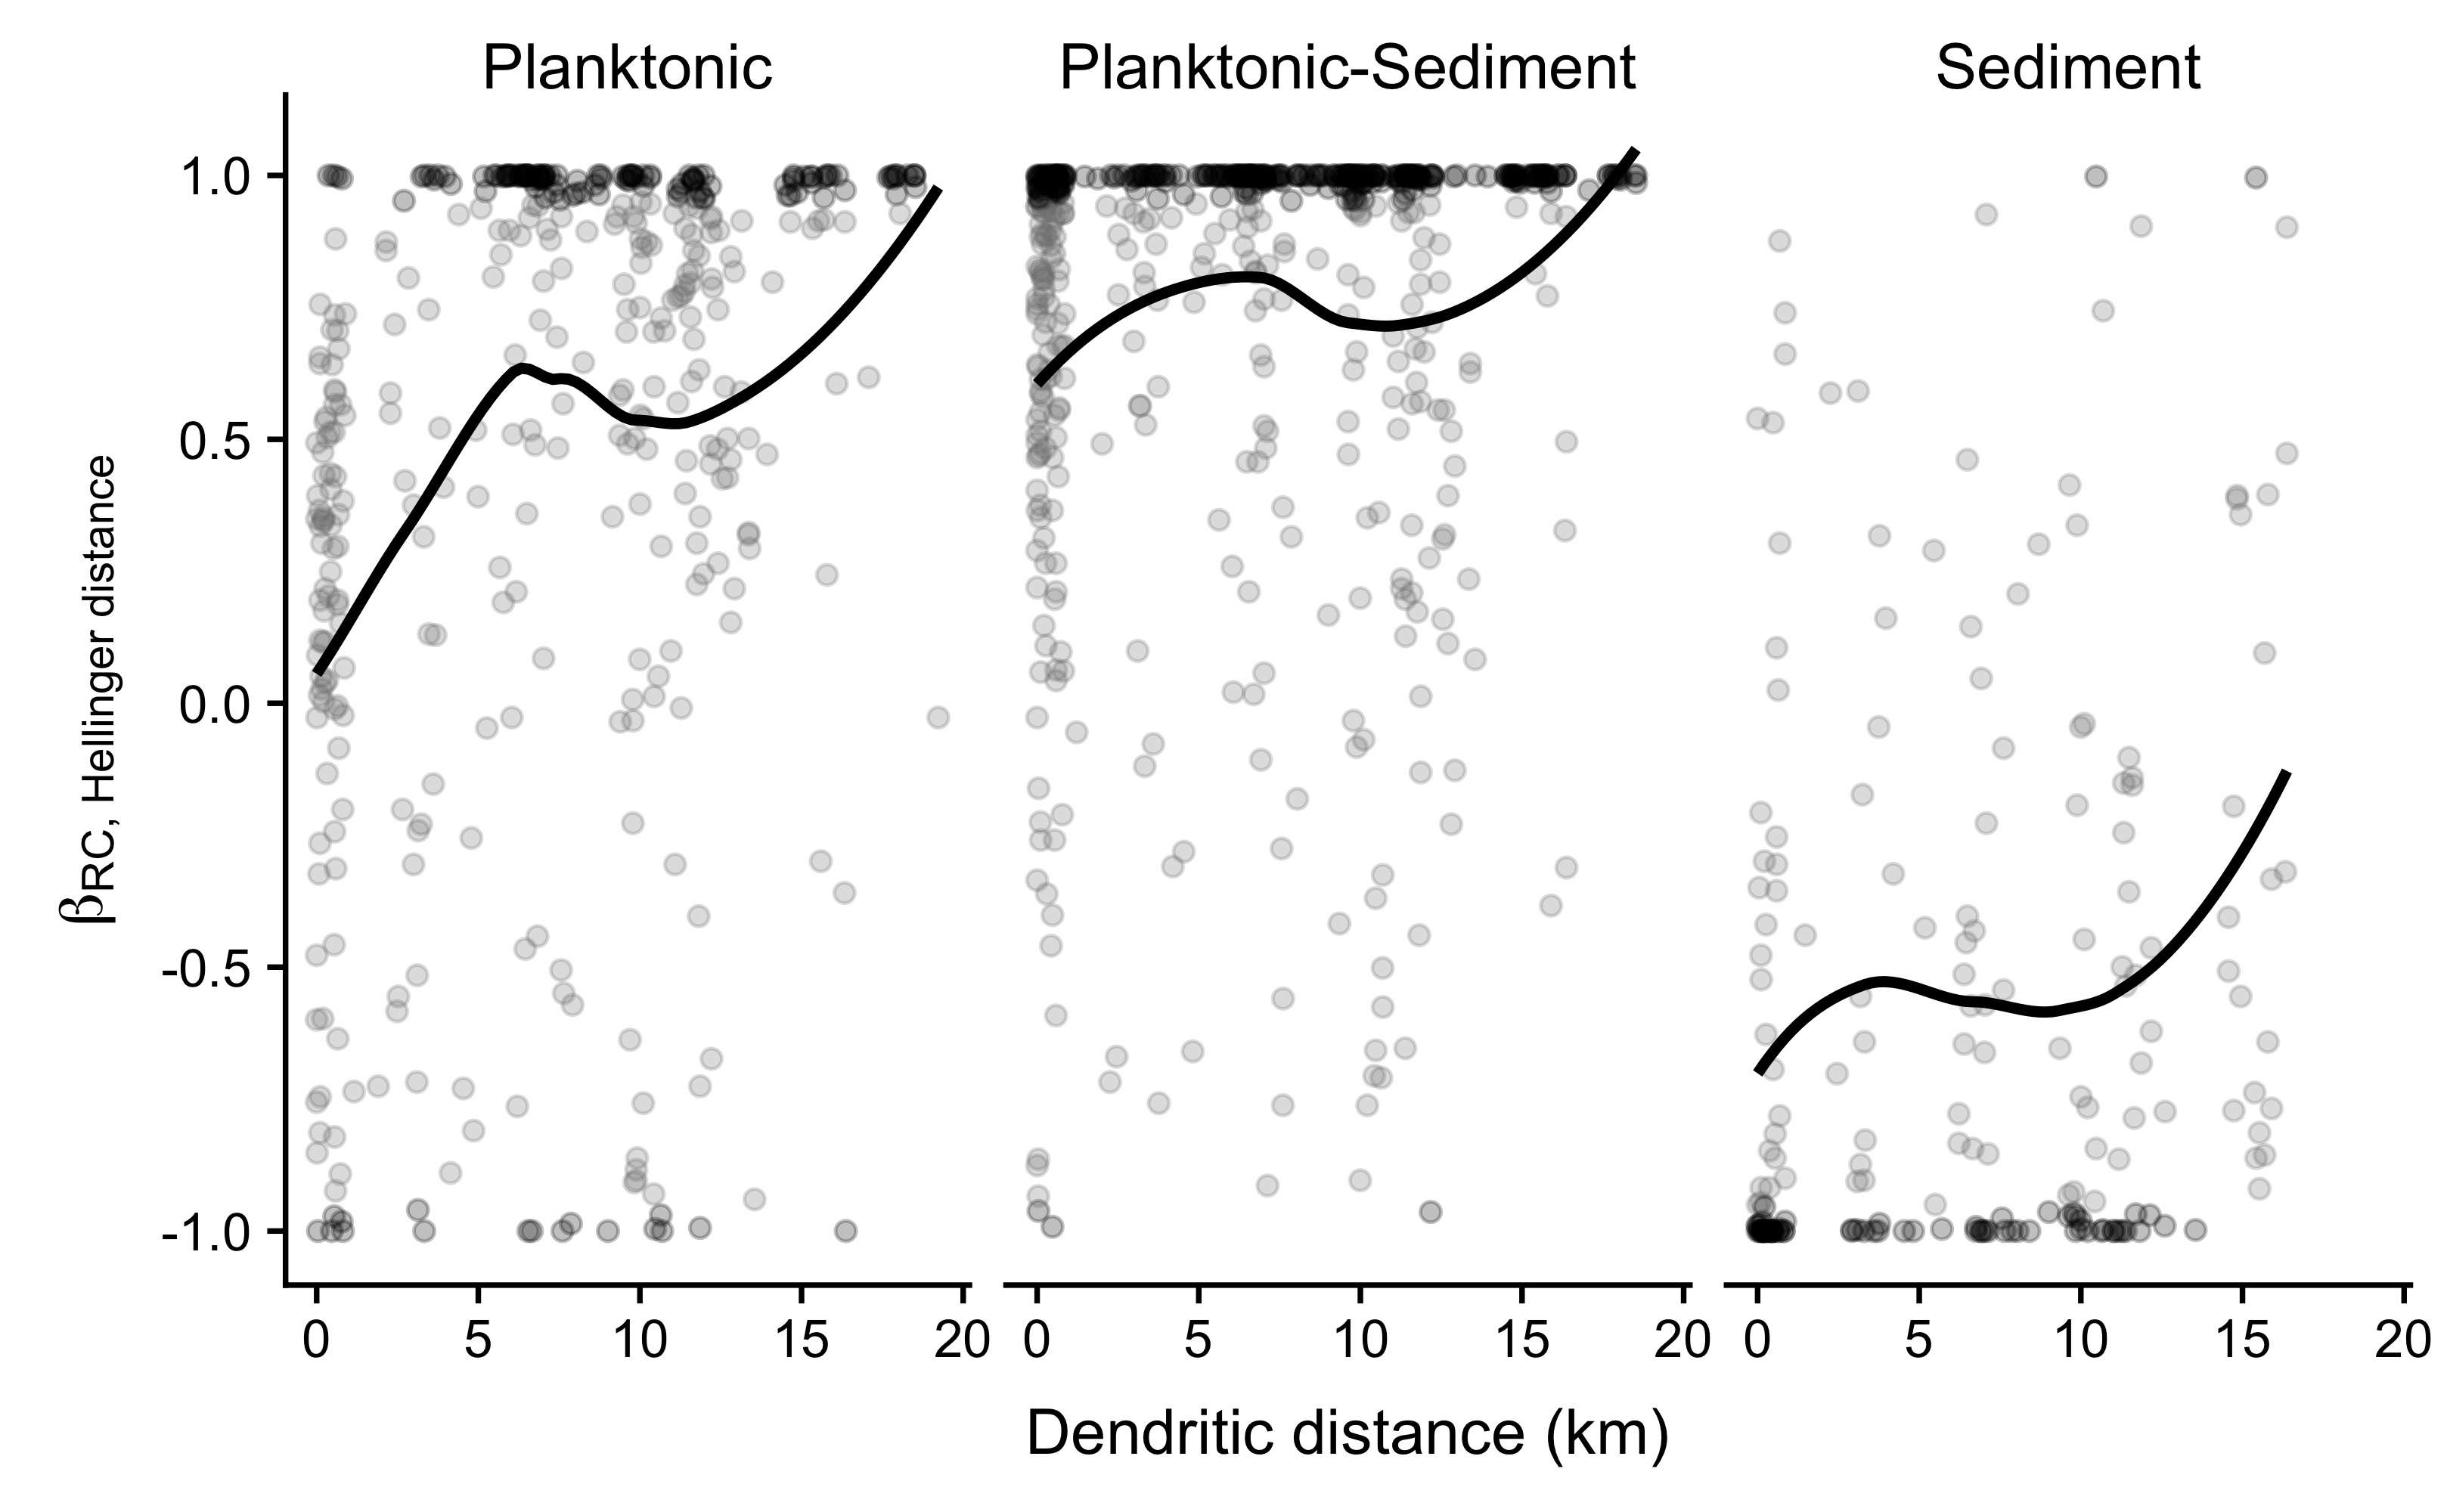 Planktonic Planktonic-Sediment Sediment
1.0
0.5
0.0
-0.5
-1.0
βRC, Hellinger distance
0 5 10 15 20 0 5 10 15 20 0 5 10 15 20
Dendritic distance (km)